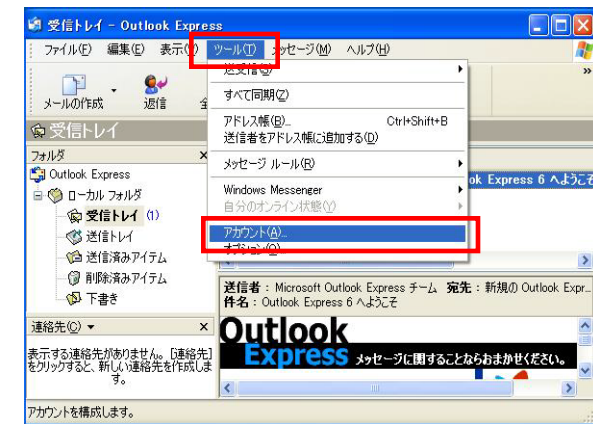 受信トレイ - Outlook Express
ファイル(F) 編集(E) 表示(V) ツール(T) メッセージ(M) ヘルプ(H)
メールの作成 返信 全
受信トレイ
送受信(S)
すべて同期(Z)
アドレス帳(B)... Ctrl+Shift+B
送信者をアドレス帳に追加する(D)
メッセージ ルール(R)
Windows Messenger
自分のオンライン状態(Y)
アカウント(A)...
オプション(O)...
フォルダ ×
Outlook Express
ローカル フォルダ
受信トレイ (1)
送信トレイ
送信済みアイテム
削除済みアイテム
下書き
ok Express 6 へようこそ
送信者: Microsoft Outlook Express チーム 宛先: 新規の Outlook Expr...
件名: Outlook Express 6 へようこそ
Outlook
Express メッセージに関することならおまかせください。
連絡先(C) ×
表示する連絡先がありません。[連絡先]
をクリックすると、新しい連絡先を作成しま
す。
アカウントを構成します。